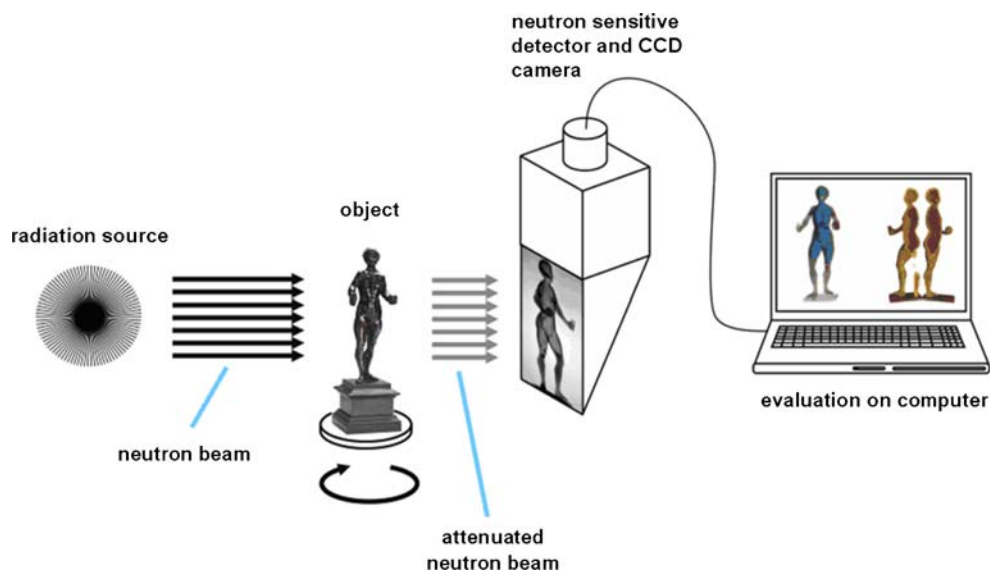 neutron sensitive
detector and CCD
camera
object
radiation source
evaluation on computer
neutron beam
attenuated
neutron beam